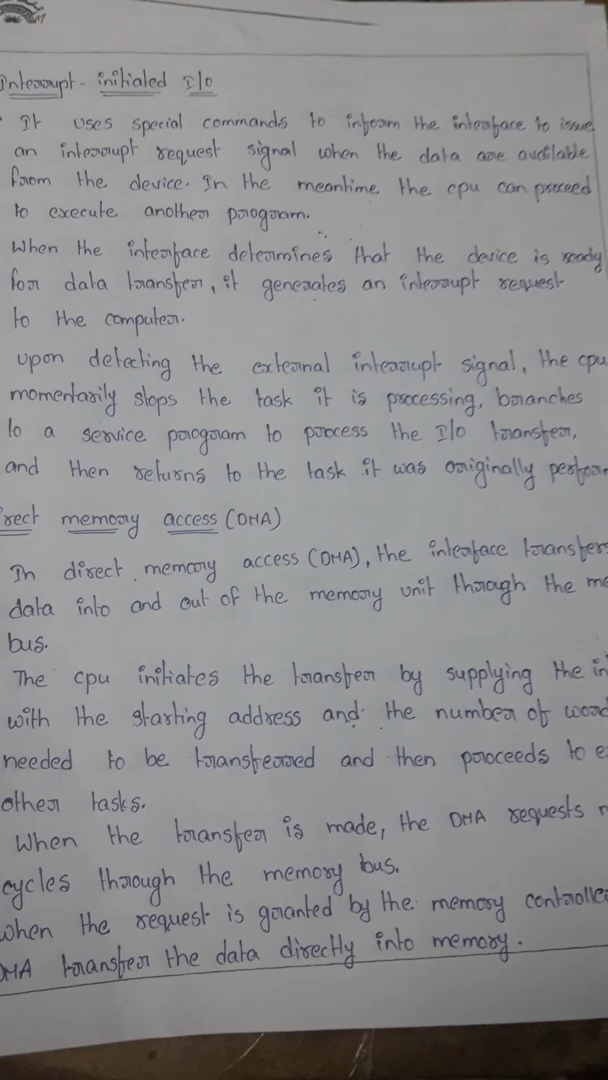 Interrupt - initiated I/O
It uses special commands to inform the interface to issue
an interrupt request signal when the data are available
from the device. In the meantime the cpu can proceed
to execute another program.
When the interface determines that the device is ready
for data transfer, it generates an interrupt request
to the computer.
Upon detecting the external interrupt signal, the cpu
momentarily stops the task it is processing, branches
to a service program to process the I/O transfer,
and then returns to the task it was originally perfor
rect memory access (DMA)
In direct memory access (DMA), the interface transfers
data into and out of the memory unit through the me
bus.
The cpu initiates the transfer by supplying the in
with the starting address and the number of word
needed to be transferred and then proceeds to e
other tasks.
When the transfer is made, the DMA requests m
cycles through the memory bus.
when the request is granted by the memory controlle
DMA transfer the data directly into memory.